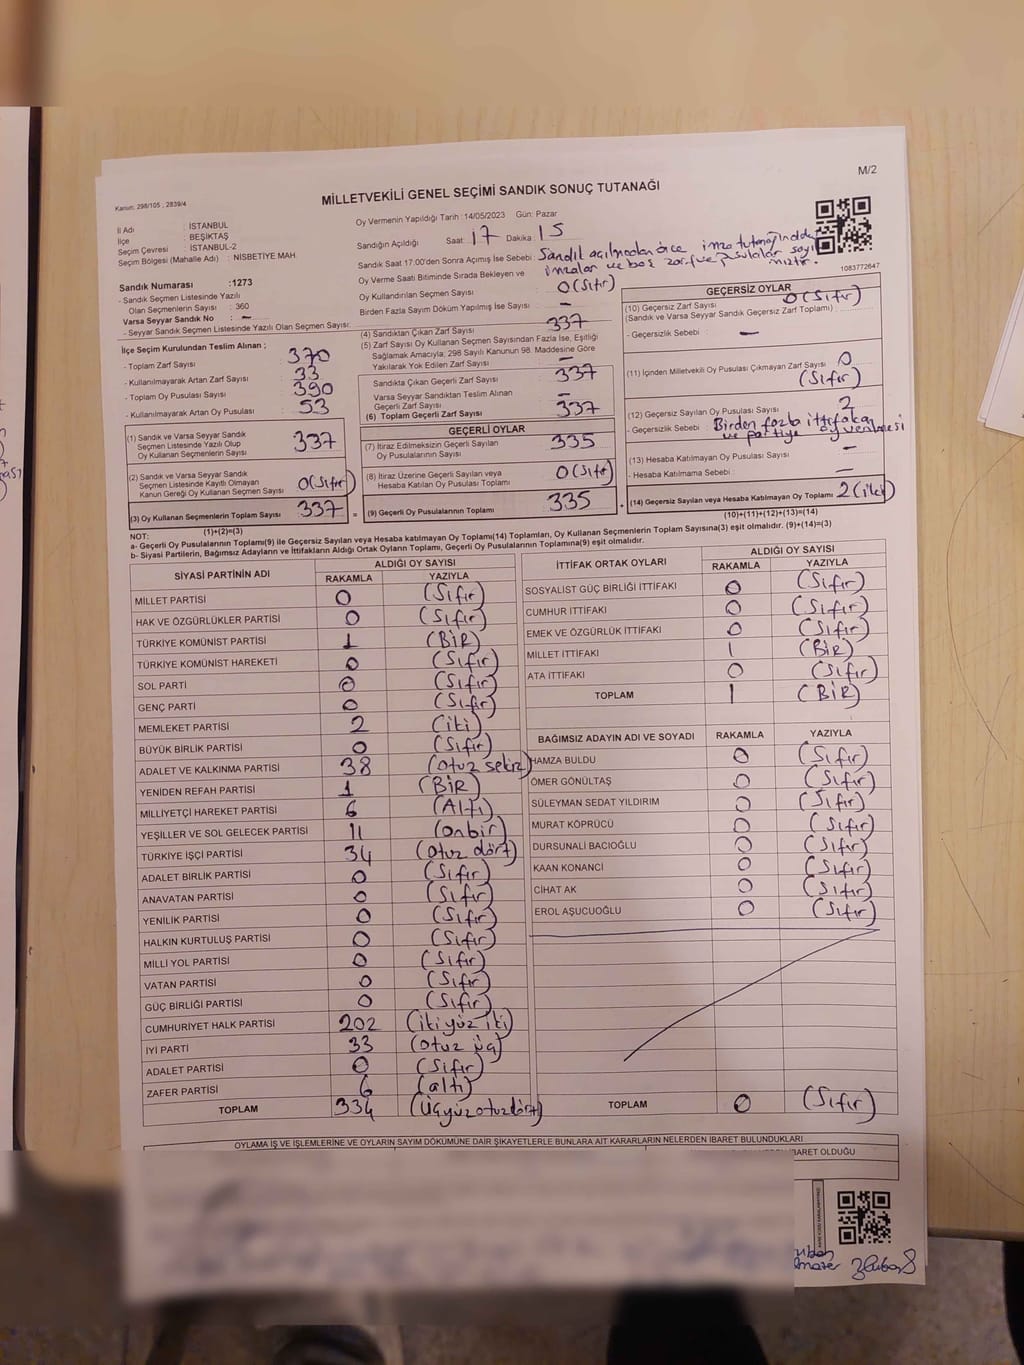 M/2
Kanun: 298/105 ; 2839/4
MİLLETVEKİLİ GENEL SEÇİMİ SANDIK SONUÇ TUTANAĞI
İl Adı : İSTANBUL
İlçe : BEŞİKTAŞ
Seçim Çevresi : İSTANBUL-2
Seçim Bölgesi (Mahalle Adı) : NİSBETİYE MAH.
Sandık Numarası :1273
- Sandık Seçmen Listesinde Yazılı
Olan Seçmenlerin Sayısı : 360
Varsa Seyyar Sandık No : -
- Seyyar Sandık Seçmen Listesinde Yazılı Olan Seçmen Sayısı:
Oy Vermenin Yapıldığı Tarih : 14/05/2023 Gün: Pazar
Sandığın Açıldığı Saat: 17 Dakika: 15
Sandık Saat 17.00'den Sonra Açımış İse Sebebi : Sandık açılmadan önce imza tutanağındaki
imzalar ve boş zarf ve pusulalar
Oy Verme Saati Bitiminde Sırada Bekleyen ve
Oy Kullandırılan Seçmen Sayısı : 0 (Sıfır)
Birden Fazla Sayım Döküm Yapılmış İse Sayısı : -
1083772647
İlçe Seçim Kurulundan Teslim Alınan ;
- Toplam Zarf Sayısı : 370
- Kullanılmayarak Artan Zarf Sayısı : 33
- Toplam Oy Pusulası Sayısı : 390
- Kullanılmayarak Artan Oy Pusulası : 53
(1) Sandık ve Varsa Seyyar Sandık
Seçmen Listesinde Yazılı Olup
Oy Kullanan Seçmenlerin Sayısı : 337
(2) Sandık ve Varsa Seyyar Sandık
Seçmen Listesinde Kayıtlı Olmayan
Kanun Gereği Oy Kullanan Seçmen Sayısı : 0 (Sıfır)
(3) Oy Kullanan Seçmenlerin Toplam Sayısı : 337
(1)+(2)=(3)
(4) Sandıktan Çıkan Zarf Sayısı : 337
(5) Zarf Sayısı Oy Kullanan Seçmen Sayısından Fazla İse, Eşitliği
Sağlamak Amacıyla; 298 Sayılı Kanunun 98. Maddesine Göre
Yakılarak Yok Edilen Zarf Sayısı : -
Sandıkta Çıkan Geçerli Zarf Sayısı : 337
Varsa Seyyar Sandıktan Teslim Alınan
Geçerli Zarf Sayısı : -
(6) Toplam Geçerli Zarf Sayısı : 337
GEÇERLİ OYLAR
(7) İtiraz Edilmeksizin Geçerli Sayılan
Oy Pusulalarının Sayısı : 335
(8) İtiraz Üzerine Geçerli Sayılan veya
Hesaba Katılan Oy Pusulası Toplamı : 0 (Sıfır)
= (9) Geçerli Oy Pusulalarının Toplamı : 335
GEÇERSİZ OYLAR
(10) Geçersiz Zarf Sayısı : 0 (Sıfır)
(Sandık ve Varsa Seyyar Sandık Geçersiz Zarf Toplamı)
- Geçersizlik Sebebi : -
(11) İçinden Milletvekili Oy Pusulası Çıkmayan Zarf Sayısı : 0
(Sıfır)
(12) Geçersiz Sayılan Oy Pusulası Sayısı : 2
- Geçersizlik Sebebi : Birden fazla ittifaka
ve partiye oy verilmesi
(13) Hesaba Katılmayan Oy Pusulası Sayısı : -
- Hesaba Katılmama Sebebi : -
+ (14) Geçersiz Sayılan veya Hesaba Katılmayan Oy Toplamı : 2 (iki)
(10)+(11)+(12)+(13)=(14)
NOT:
a- Geçerli Oy Pusulalarının Toplamı(9) ile Geçersiz Sayılan veya Hesaba katılmayan Oy Toplamı(14) Toplamları, Oy Kullanan Seçmenlerin Toplam Sayısına(3) eşit olmalıdır. (9)+(14)=(3)
b- Siyasi Partilerin, Bağımsız Adayların ve İttifakların Aldığı Ortak Oyların Toplamı, Geçerli Oy Pusulalarının Toplamına(9) eşit olmalıdır.
SİYASİ PARTİNİN ADI ALDIĞI OY SAYISI
RAKAMLA YAZIYLA
MİLLET PARTİSİ 0 (Sıfır)
HAK VE ÖZGÜRLÜKLER PARTİSİ 0 (Sıfır)
TÜRKİYE KOMÜNİST PARTİSİ 1 (BİR)
TÜRKİYE KOMÜNİST HAREKETİ 0 (Sıfır)
SOL PARTİ 0 (Sıfır)
GENÇ PARTİ 0 (Sıfır)
MEMLEKET PARTİSİ 2 (iki)
BÜYÜK BİRLİK PARTİSİ 0 (Sıfır)
ADALET VE KALKINMA PARTİSİ 38 (otuz sekiz)
YENİDEN REFAH PARTİSİ 1 (BİR)
MİLLİYETÇİ HAREKET PARTİSİ 6 (Altı)
YEŞİLLER VE SOL GELECEK PARTİSİ 11 (onbir)
TÜRKİYE İŞÇİ PARTİSİ 34 (otuz dört)
ADALET BİRLİK PARTİSİ 0 (Sıfır)
ANAVATAN PARTİSİ 0 (Sıfır)
YENİLİK PARTİSİ 0 (Sıfır)
HALKIN KURTULUŞ PARTİSİ 0 (Sıfır)
MİLLİ YOL PARTİSİ 0 (Sıfır)
VATAN PARTİSİ 0 (Sıfır)
GÜÇ BİRLİĞİ PARTİSİ 0 (Sıfır)
CUMHURİYET HALK PARTİSİ 202 (iki yüz iki)
İYİ PARTİ 33 (otuz üç)
ADALET PARTİSİ 0 (Sıfır)
ZAFER PARTİSİ 6 (altı)
TOPLAM 334 (Üçyüzotuzdört)
İTTİFAK ORTAK OYLARI ALDIĞI OY SAYISI
RAKAMLA YAZIYLA
SOSYALİST GÜÇ BİRLİĞİ İTTİFAKI 0 (Sıfır)
CUMHUR İTTİFAKI 0 (Sıfır)
EMEK VE ÖZGÜRLÜK İTTİFAKI 0 (Sıfır)
MİLLET İTTİFAKI 1 (BİR)
ATA İTTİFAKI 0 (Sıfır)
TOPLAM 1 (BİR)
BAĞIMSIZ ADAYIN ADI VE SOYADI RAKAMLA YAZIYLA
HAMZA BULDU 0 (Sıfır)
ÖMER GÖNÜLTAŞ 0 (Sıfır)
SÜLEYMAN SEDAT YILDIRIM 0 (Sıfır)
MURAT KÖPRÜCÜ 0 (Sıfır)
DURSUNALİ BACIOĞLU 0 (Sıfır)
KAAN KONANCİ 0 (Sıfır)
CİHAT AK 0 (Sıfır)
EROL AŞUCUOĞLU 0 (Sıfır)
TOPLAM 0 (Sıfır)
OYLAMA İŞ VE İŞLEMLERİNE VE OYLARIN SAYIM DÖKÜMÜNE DAİR ŞİKAYETLERLE BUNLARA AİT KARARLARIN NELERDEN İBARET BULUNDUKLARI
İBARET OLDUĞU